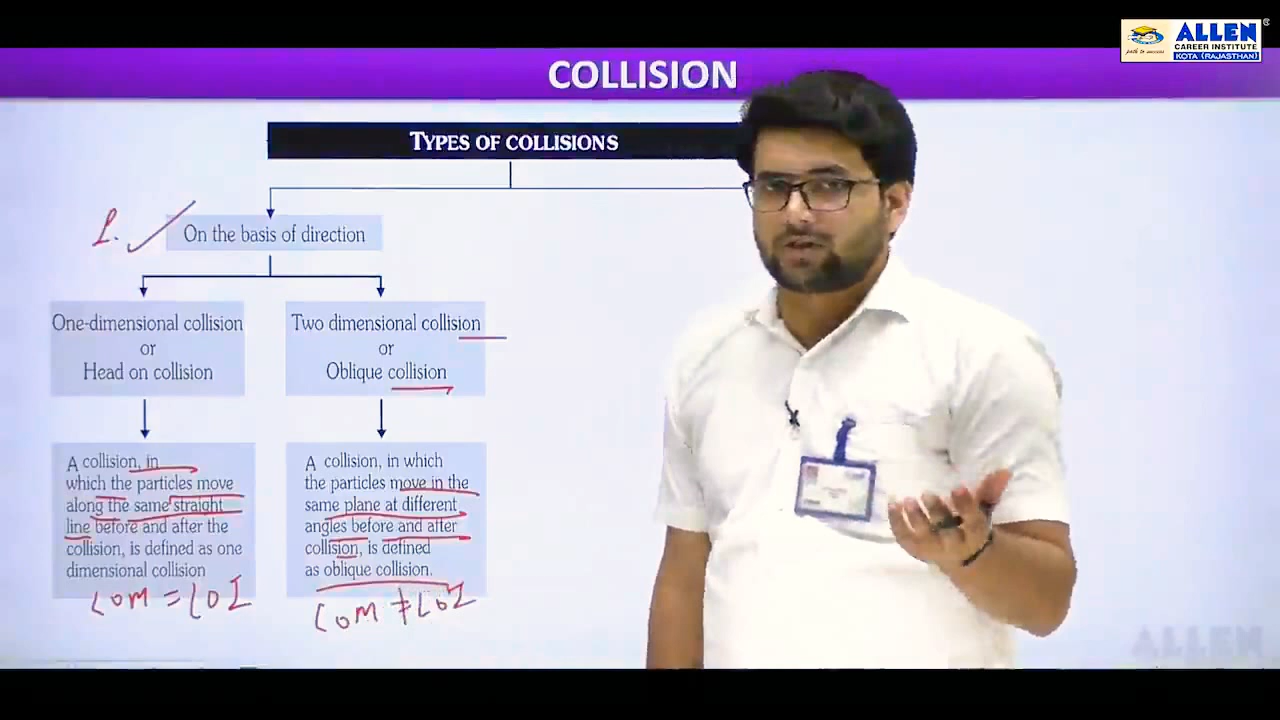 ALLEN
®
path to success
CAREER INSTITUTE
KOTA (RAJASTHAN)
COLLISION
TYPES OF COLLISIONS
1.
On the basis of direction
One-dimensional collision
or
Head on collision
Two dimensional collision
or
Oblique collision
A collision, in
which the particles move
along the same straight
line before and after the
collision, is defined as one
dimensional collision
LOM = LOI
A collision, in which
the particles move in the
same plane at different
angles before and after
collision, is defined
as oblique collision.
LOM ≠ LOI
ALLEN